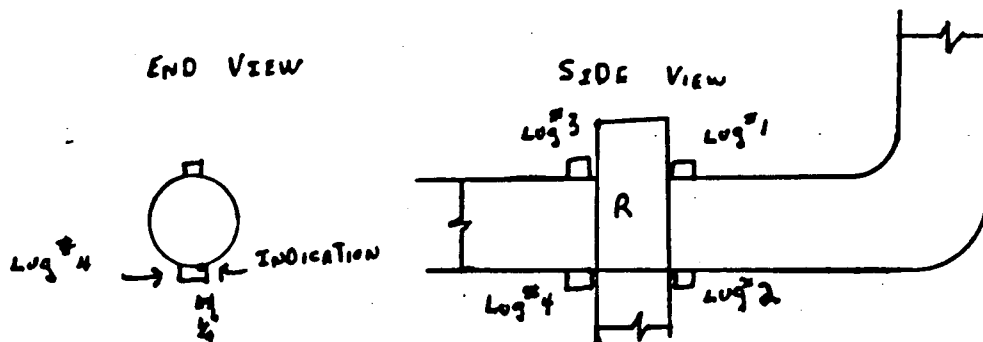 END VIEW
SIDE VIEW
Lug #3
Lug #1
R
Lug #4
INDICATION
Lug #4
Lug #2